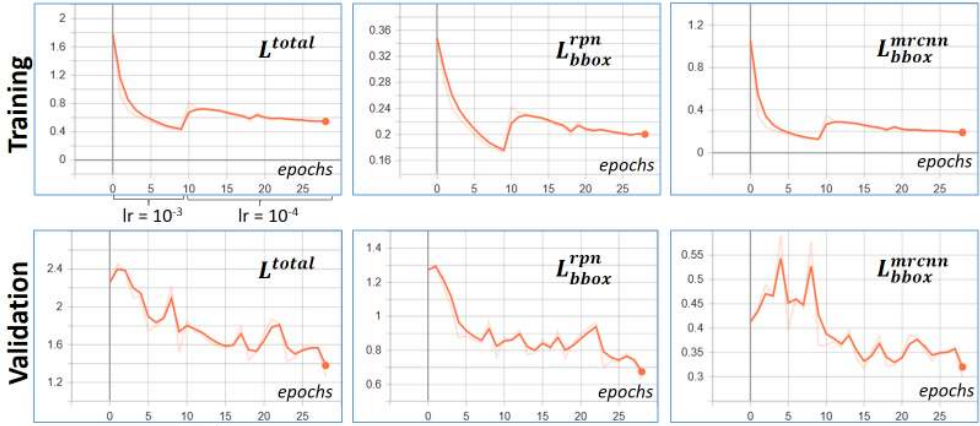 Training
2
1.6
1.2
0.8
0.4
0
L^total
epochs
0 5 10 15 20 25
lr = 10^-3 lr = 10^-4
0.36
0.32
0.28
0.24
0.2
0.16
L^rpn_bbox
epochs
0 5 10 15 20 25
1.2
0.8
0.4
0
L^mrcnn_bbox
epochs
0 5 10 15 20 25
Validation
2.4
2
1.6
1.2
L^total
epochs
0 5 10 15 20 25
1.4
1.2
1
0.8
0.6
L^rpn_bbox
epochs
0 5 10 15 20 25
0.55
0.5
0.45
0.4
0.35
0.3
L^mrcnn_bbox
epochs
0 5 10 15 20 25